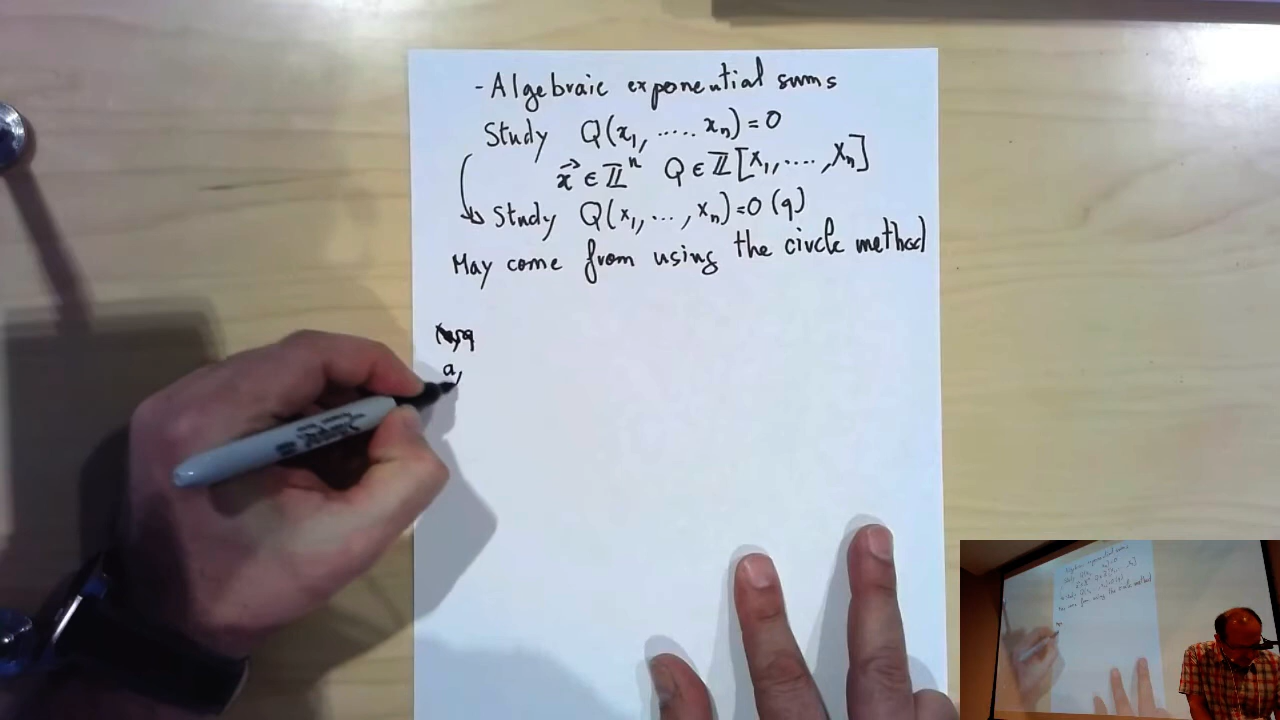 - Algebraic exponential sums
Study Q(x₁, ..... xₙ) = 0
x⃗ ∈ ℤⁿ Q ∈ ℤ[X₁, ...., Xₙ]
↳ Study Q(x₁, ..., xₙ) = 0 (q)
May come from using the circle method
a,